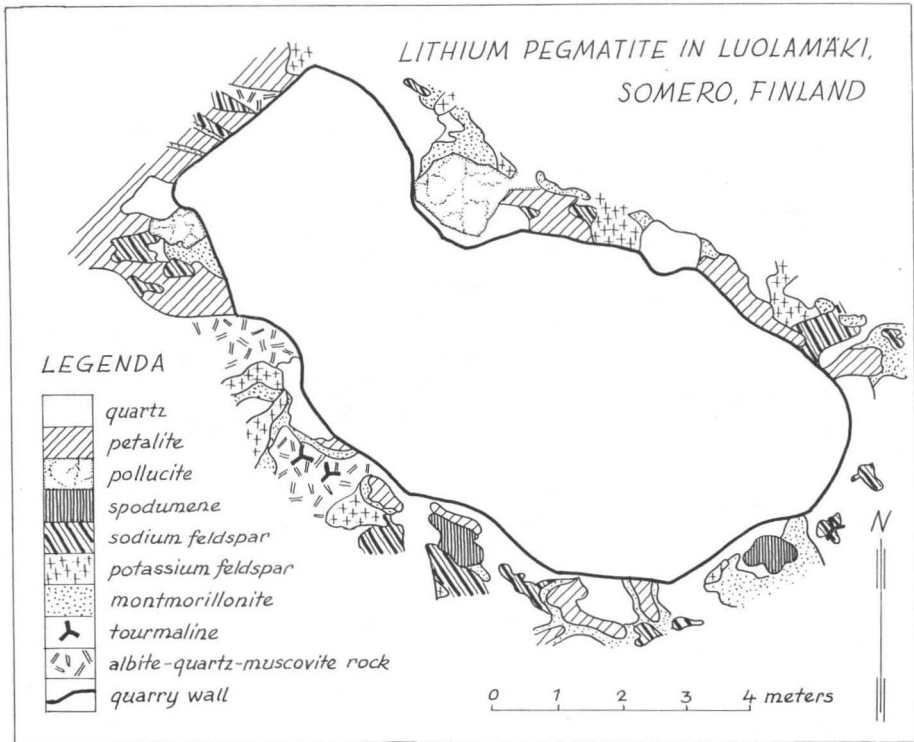 LITHIUM PEGMATITE IN LUOLAMÄKI,
SOMERO, FINLAND
LEGENDA
quartz
petalite
pollucite
spodumene
sodium feldspar
potassium feldspar
montmorillonite
tourmaline
albite-quartz-muscovite rock
quarry wall
N
0 1 2 3 4 meters